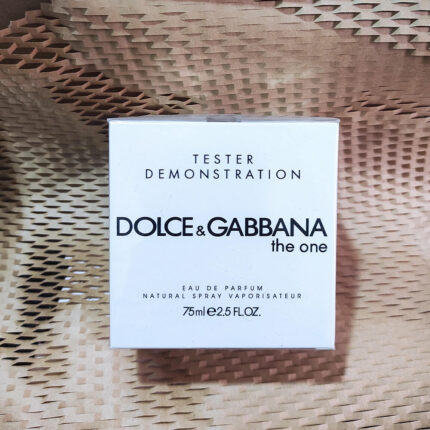 TESTER
DEMONSTRATION
DOLCE&GABBANA
the one
EAU DE PARFUM
NATURAL SPRAY VAPORISATEUR
75ml℮2.5 FL.OZ.